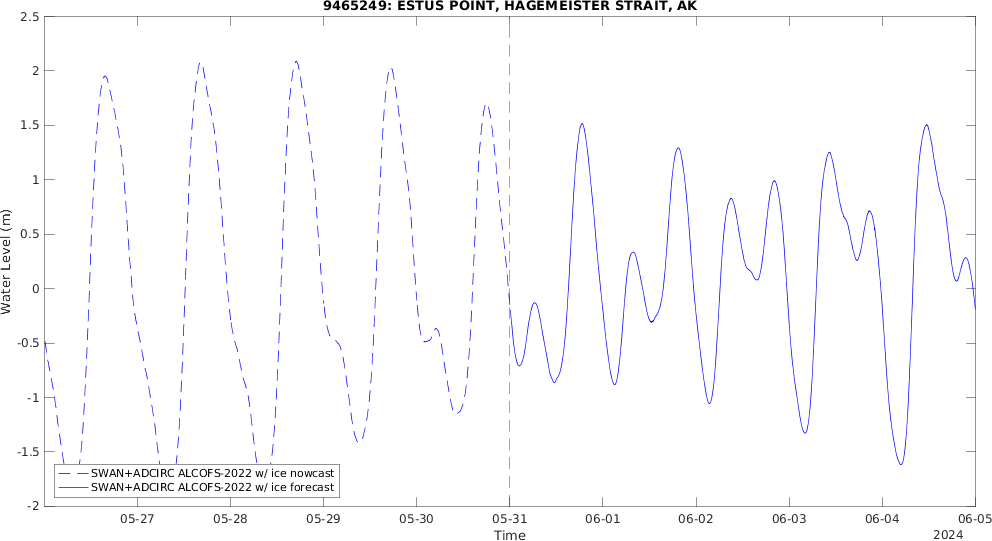 9465249: ESTUS POINT, HAGEMEISTER STRAIT, AK
2.5
2
1.5
1
0.5
0
-0.5
-1
-1.5
-2
Water Level (m)
SWAN+ADCIRC ALCOFS-2022 w/ ice nowcast
SWAN+ADCIRC ALCOFS-2022 w/ ice forecast
05-27 05-28 05-29 05-30 05-31 06-01 06-02 06-03 06-04 06-05
Time
2024